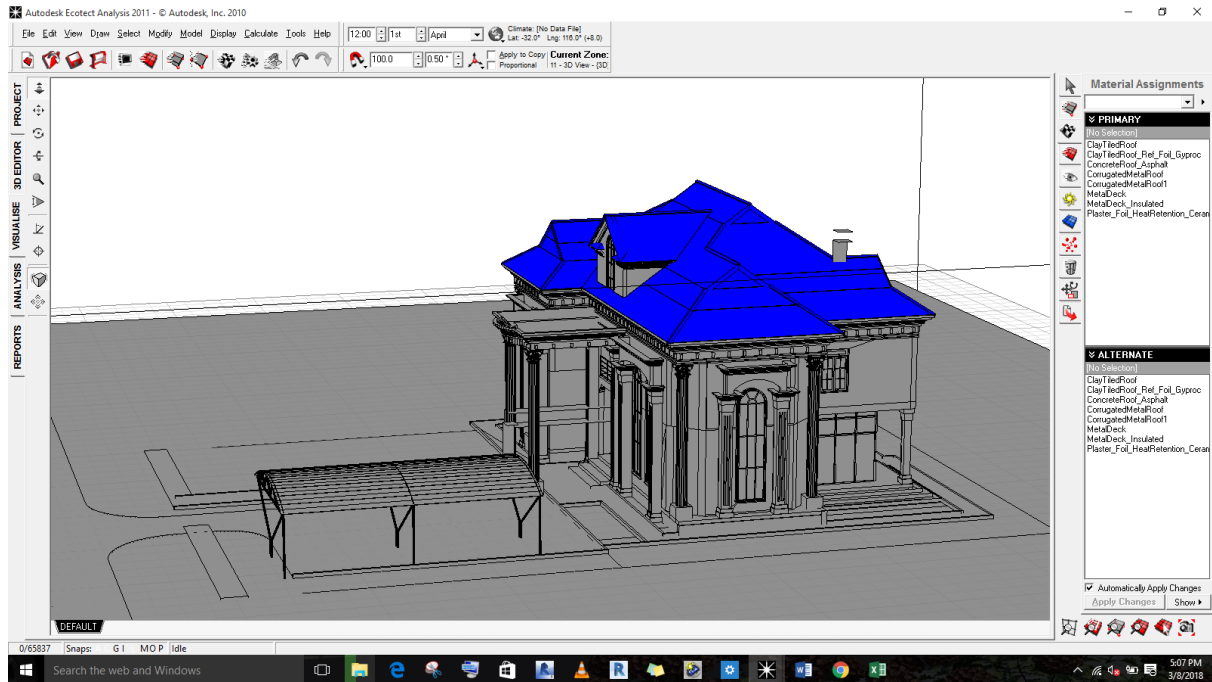 Autodesk Ecotect Analysis 2011 - © Autodesk, Inc. 2010
File Edit View Draw Select Modify Model Display Calculate Tools Help
12:00 1st April
Climate: [No Data File]
Lat: -32.0° Lng: 116.0° (+8.0)
100.0 0.50 °
Apply to Copy
Proportional
Current Zone:
11 - 3D View - (3D
PROJECT
3D EDITOR
VISUALISE
ANALYSIS
REPORTS
Material Assignments
PRIMARY
[No Selection]
ClayTiledRoof
ClayTiledRoof_Ref_Foil_Gyproc
ConcreteRoof_Asphalt
CorrugatedMetalRoof
CorrugatedMetalRoof1
MetalDeck
MetalDeck_Insulated
Plaster_Foil_HeatRetention_Ceran
ALTERNATE
[No Selection]
ClayTiledRoof
ClayTiledRoof_Ref_Foil_Gyproc
ConcreteRoof_Asphalt
CorrugatedMetalRoof
CorrugatedMetalRoof1
MetalDeck
MetalDeck_Insulated
Plaster_Foil_HeatRetention_Ceran
Automatically Apply Changes
Apply Changes Show
DEFAULT
0/65837 Snaps: G I M O P Idle
Search the web and Windows
5:07 PM
3/8/2018